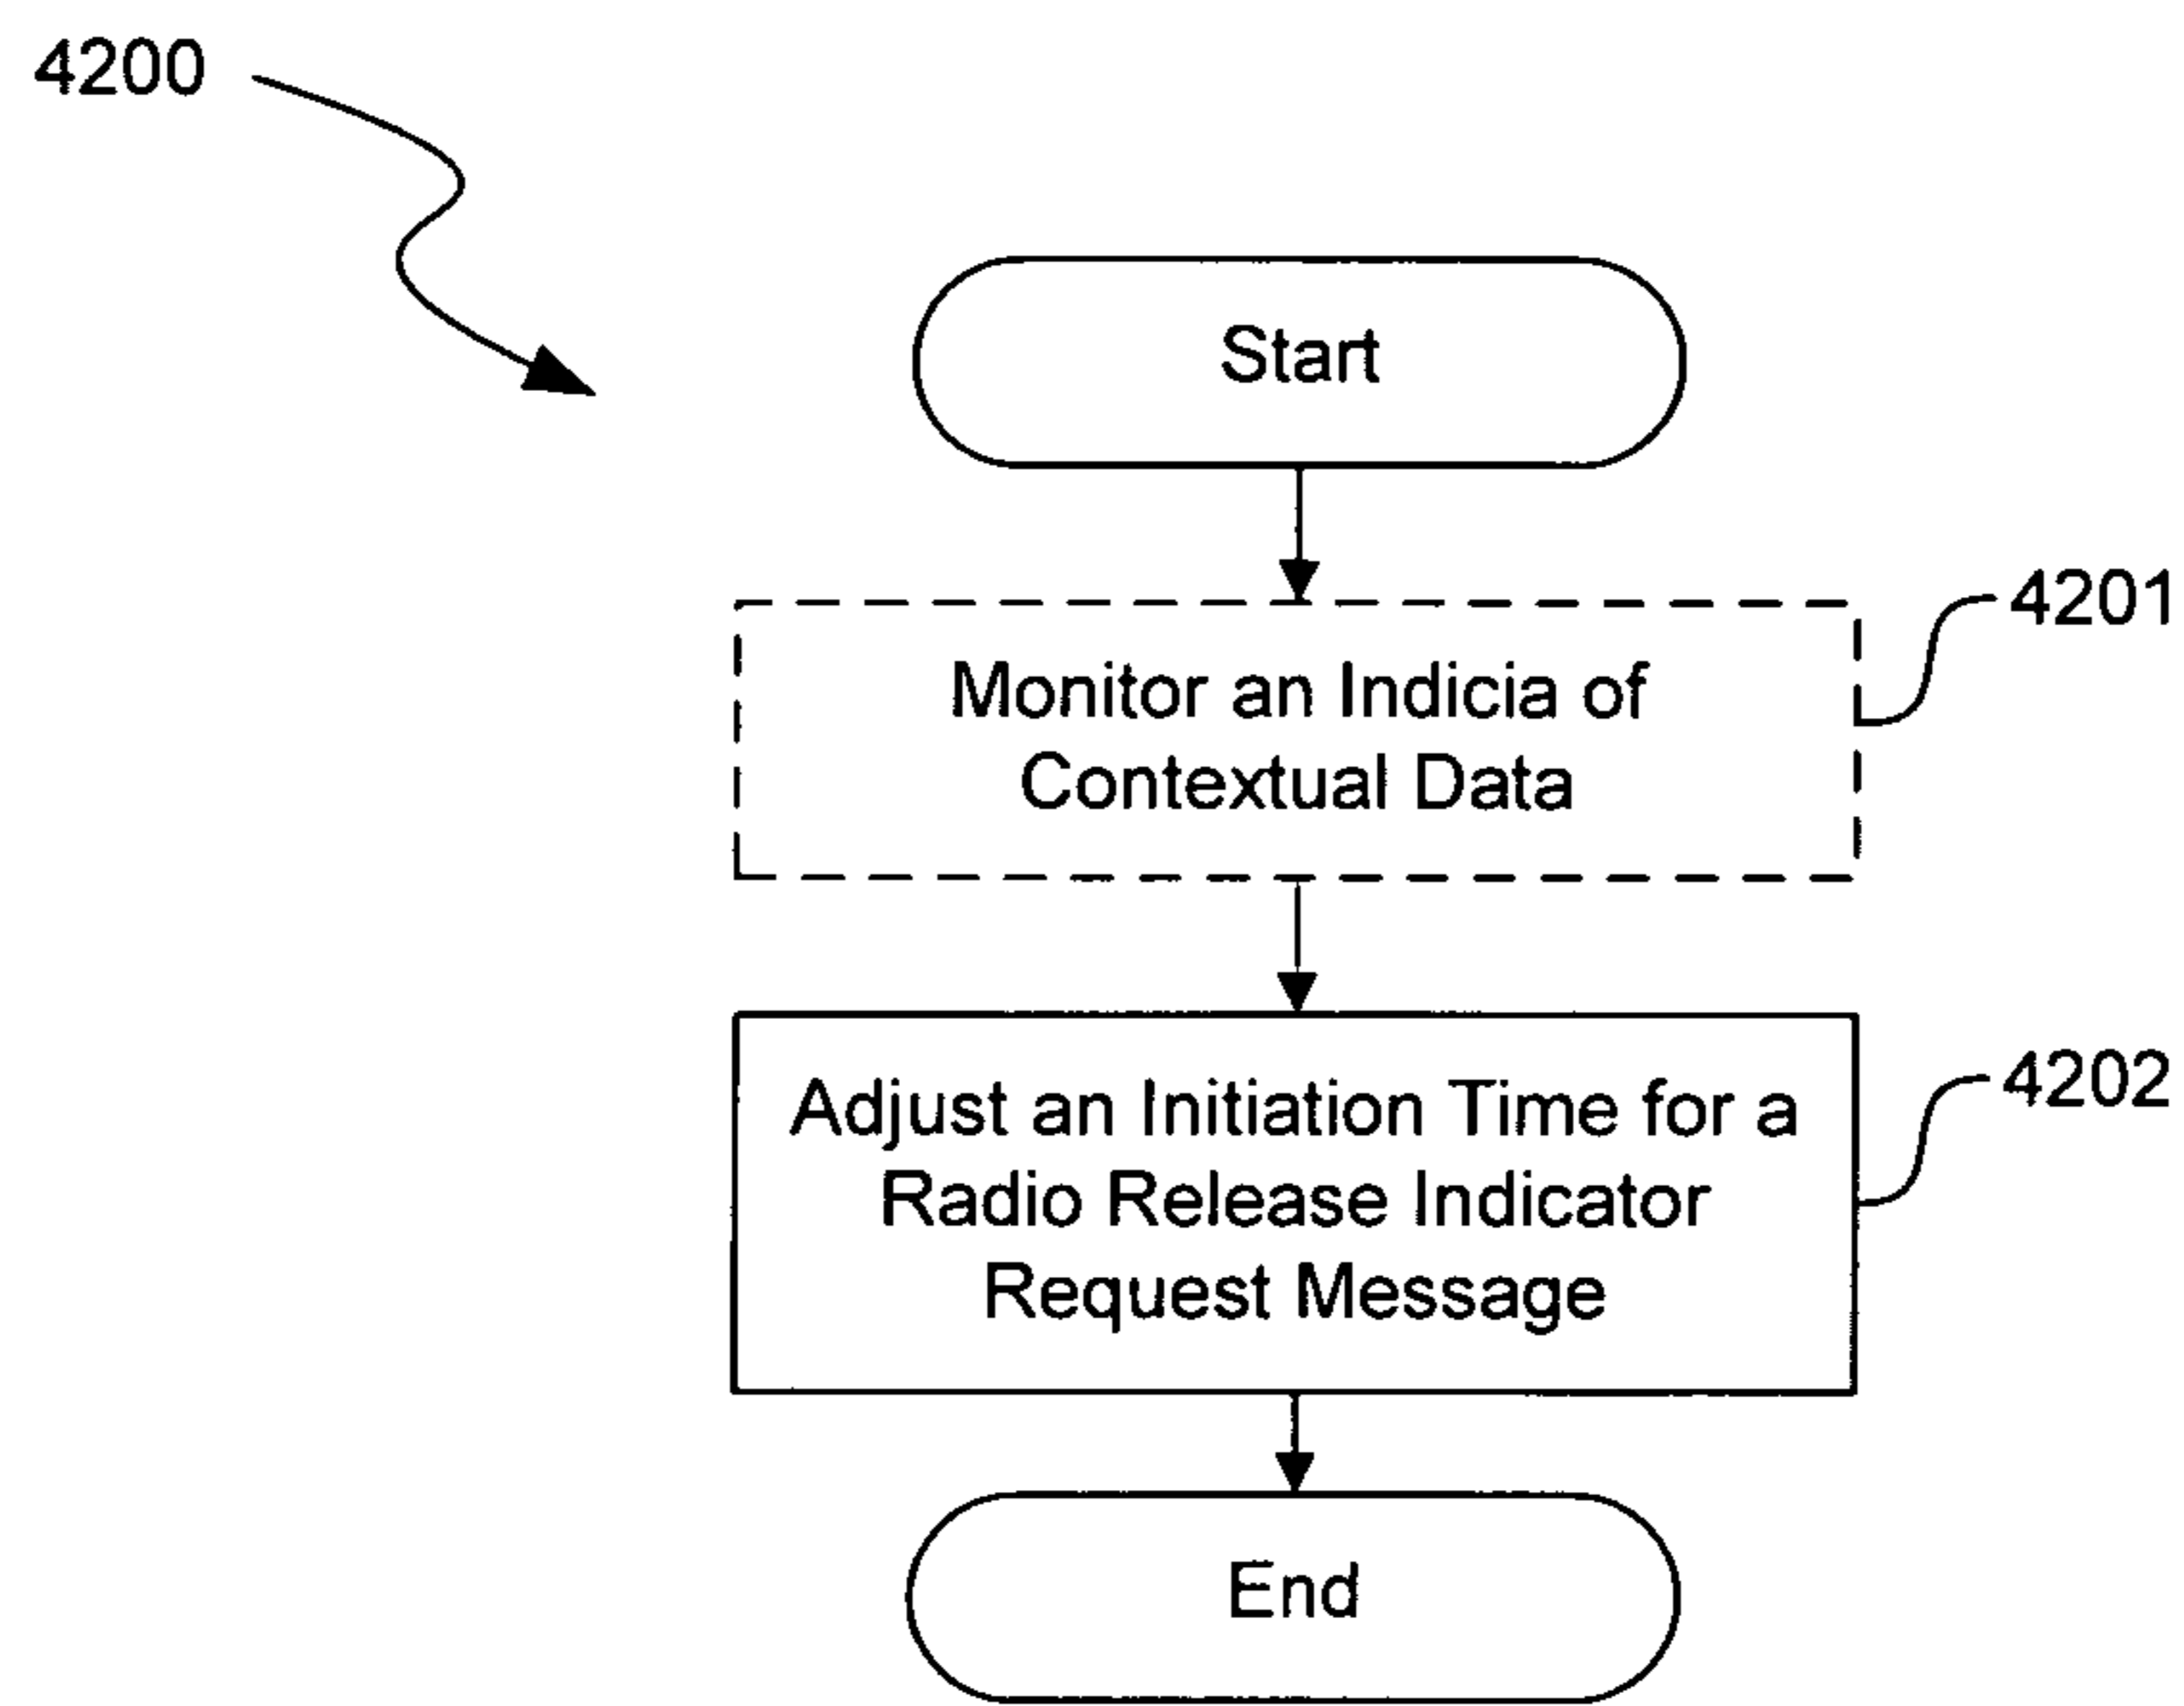 4200
Start
4201
Monitor an Indicia of
Contextual Data
4202
Adjust an Initiation Time for a
Radio Release Indicator
Request Message
End